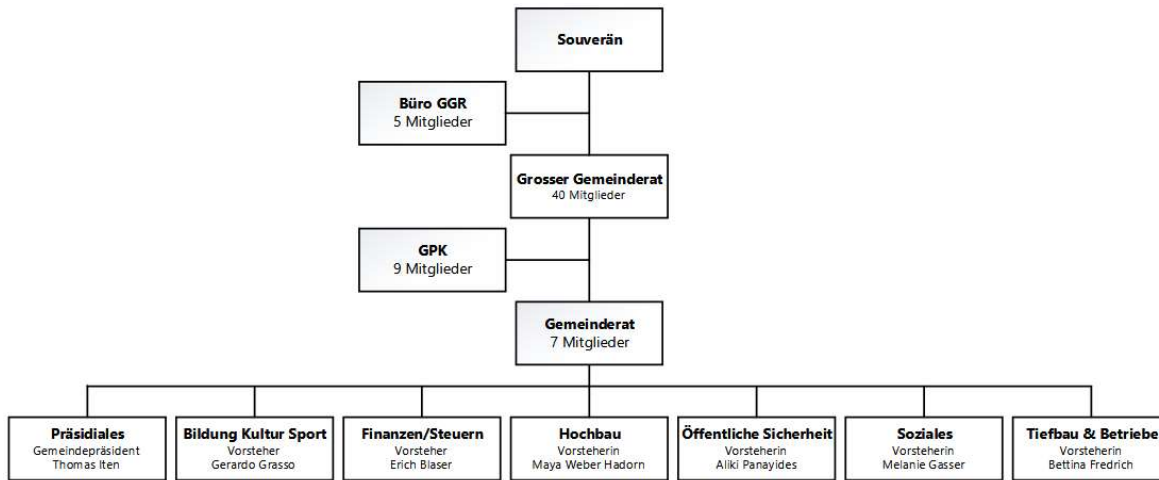 Souverän
Büro GGR
5 Mitglieder
Grosser Gemeinderat
40 Mitglieder
GPK
9 Mitglieder
Gemeinderat
7 Mitglieder
Präsidiales
Gemeindepräsident
Thomas Iten
Bildung Kultur Sport
Vorsteher
Gerardo Grasso
Finanzen/Steuern
Vorsteher
Erich Blaser
Hochbau
Vorsteherin
Maya Weber Hadorn
Öffentliche Sicherheit
Vorsteherin
Aliki Panayides
Soziales
Vorsteherin
Melanie Gasser
Tiefbau & Betriebe
Vorsteherin
Bettina Fredrich